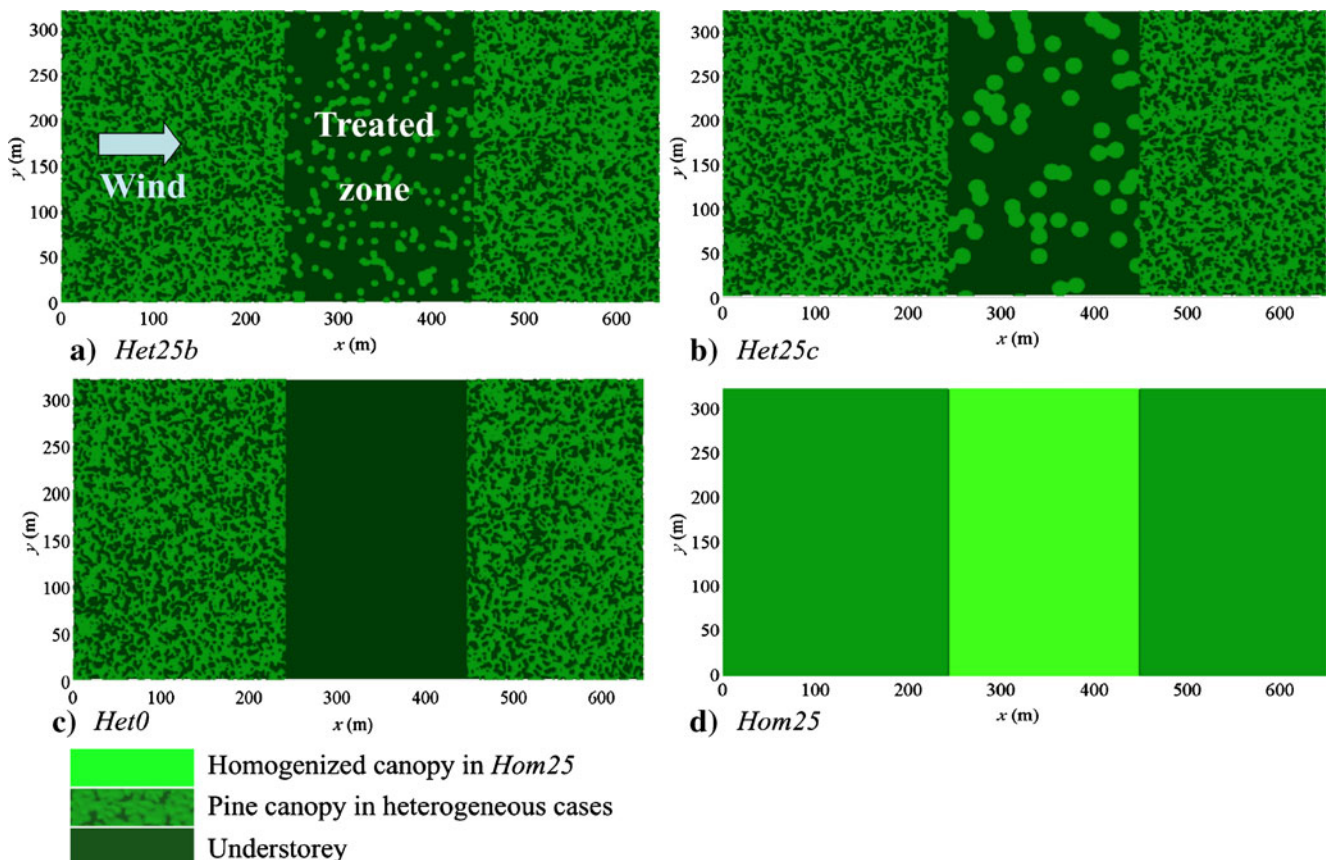 300
250
200
150
100
50
0
y (m)
Treated
zone
Wind
0 100 200 300 400 500 600
x (m)
a) Het25b
300
250
200
150
100
50
0
y (m)
0 100 200 300 400 500 600
x (m)
b) Het25c
300
250
200
150
100
50
0
y (m)
0 100 200 300 400 500 600
x (m)
c) Het0
300
250
200
150
100
50
0
y (m)
0 100 200 300 400 500 600
x (m)
d) Hom25
Homogenized canopy in Hom25
Pine canopy in heterogeneous cases
Understorey